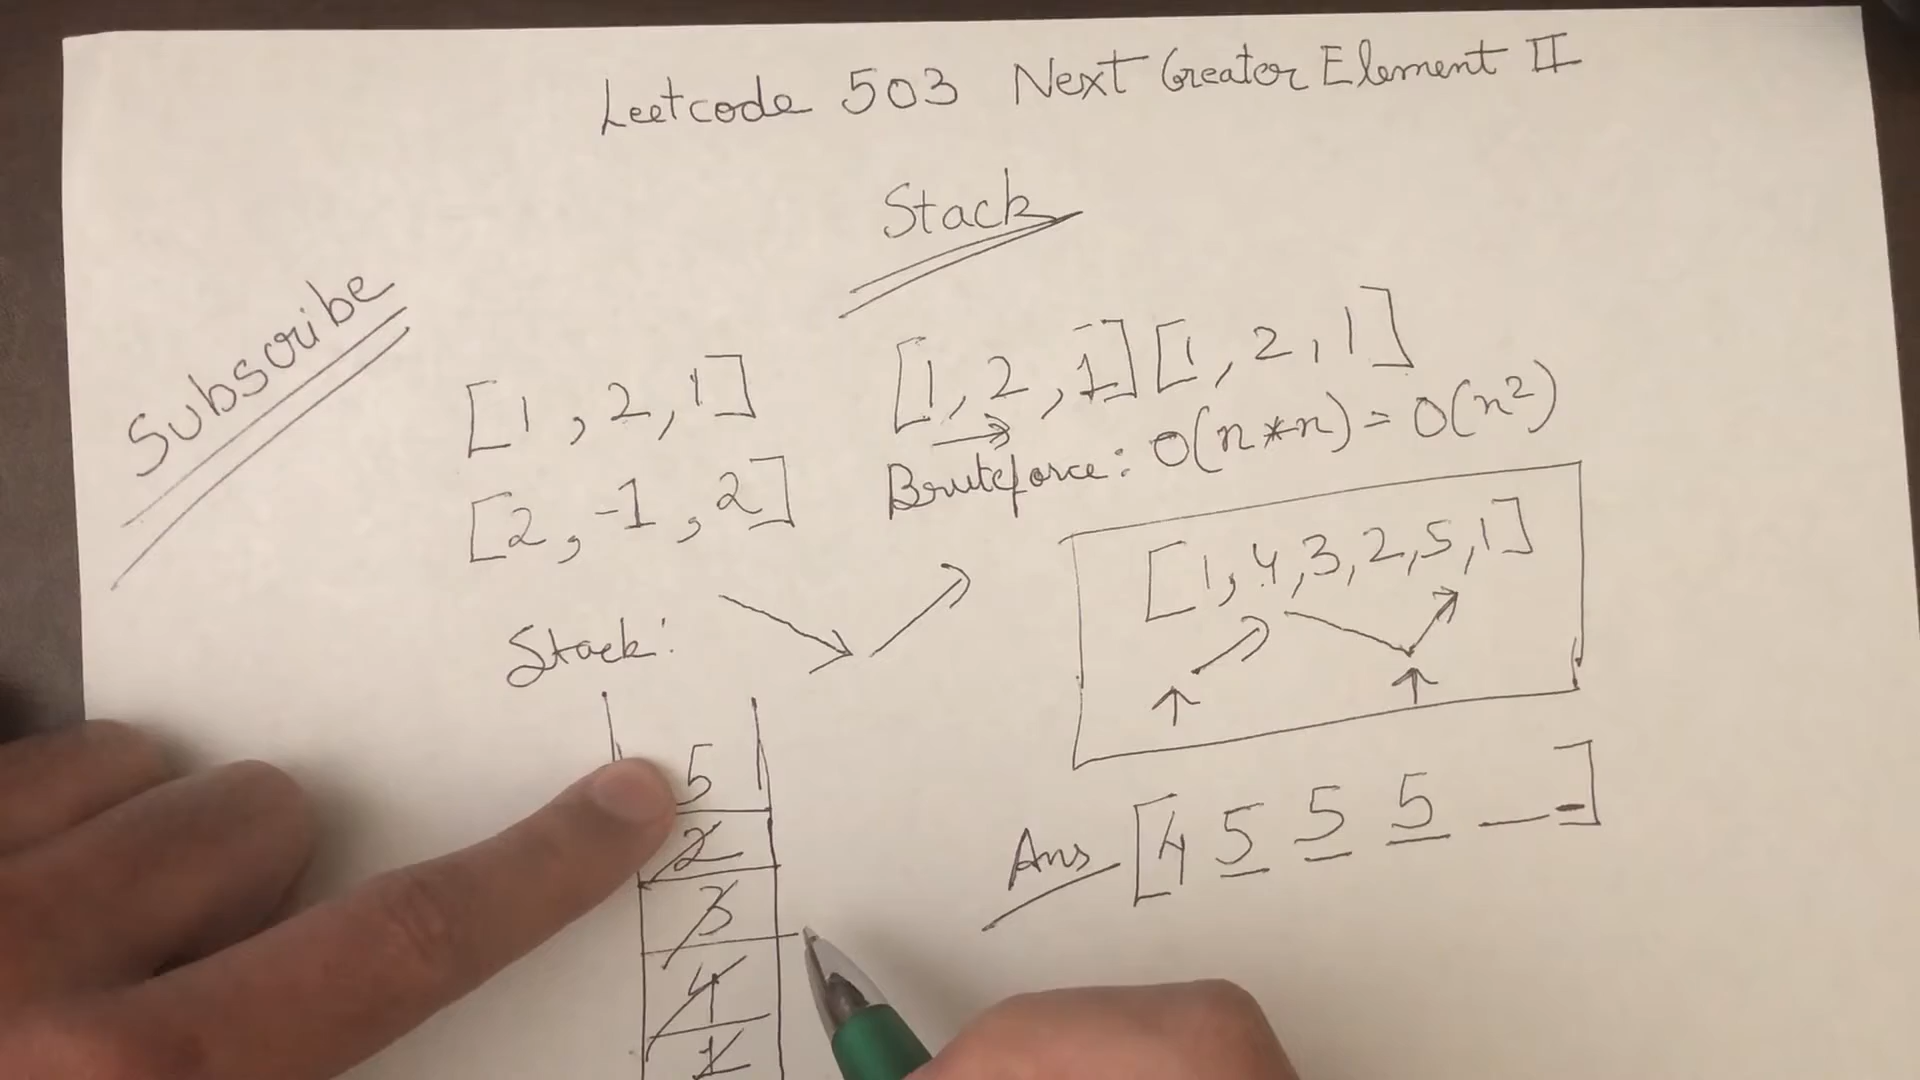 Leetcode 503 Next Greater Element II
Stack
Subscribe
[1, 2, 1]
[1, 2, 1] [1, 2, 1]
Bruteforce: O(n*n) = O(n²)
[2, -1, 2]
[1, 4, 3, 2, 5, 1]
Stack:
5
2
3
4
1
Ans [4 5 5 5 _ _]